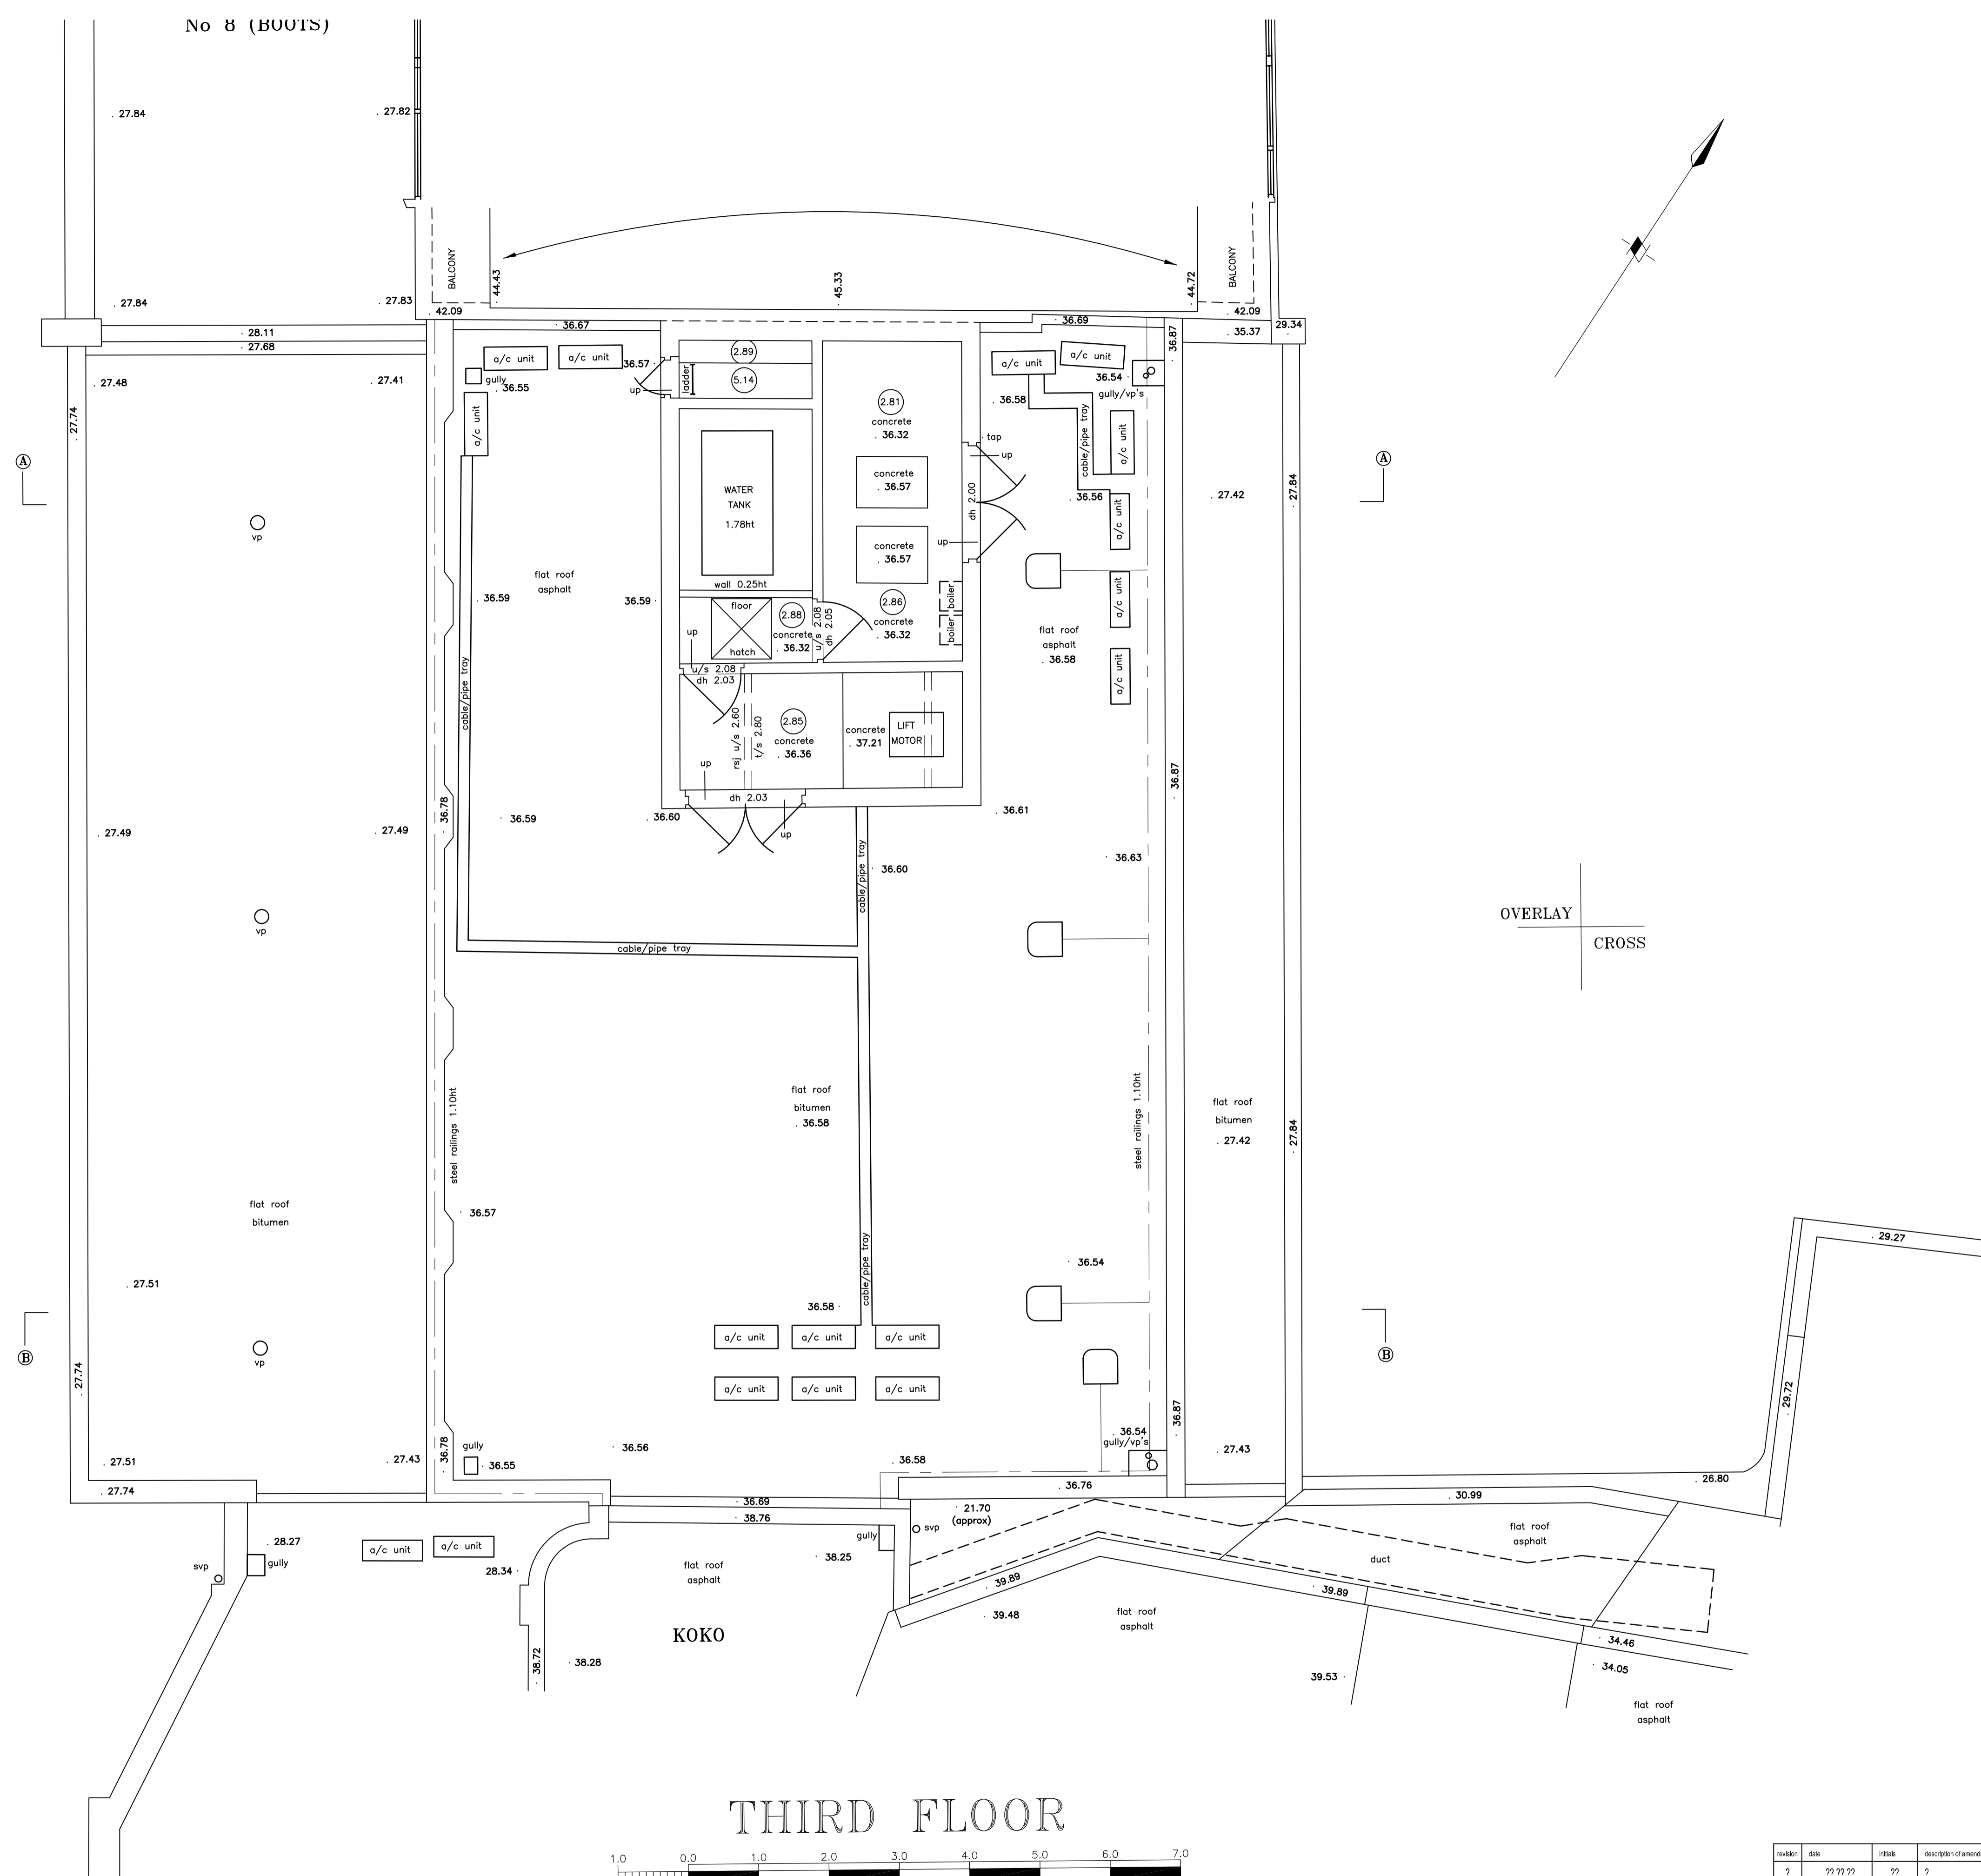 No 8 (BOOTS)
. 27.84
. 27.82
BALCONY
. 44.43
. 45.33
. 44.72
BALCONY
. 27.84
. 27.83
. 42.09
. 42.09
. 28.11
. 27.68
. 36.67
. 36.69
. 36.87
. 35.37
29.34
a/c unit
a/c unit
36.57 .
2.89
5.14
ladder
up
gully
. 36.55
a/c unit
a/c unit
36.54 .
gully/vp's
. 27.48
. 27.41
. 27.74
a/c unit
2.81
concrete
. 36.32
. 36.58
cable/pipe tray
a/c unit
A
A
. tap
up
WATER
TANK
1.78ht
concrete
. 36.57
dh 2.00
. 36.56
. 27.42
. 27.84
vp
a/c unit
up
concrete
. 36.57
flat roof
asphalt
wall 0.25ht
. 36.59
36.59 .
floor
hatch
2.88
concrete
. 36.32
u/s 2.08
dh 2.05
2.86
concrete
. 36.32
boiler
boiler
a/c unit
flat roof
asphalt
. 36.58
a/c unit
up
u/s 2.08
dh 2.03
cable/pipe tray
rsj u/s 2.60
t/s 2.80
2.85
concrete
. 36.36
concrete
. 37.21
LIFT
MOTOR
up
dh 2.03
up
. 36.87
. 27.49
. 27.49
. 36.78
. 36.59
. 36.60
. 36.61
. 36.63
cable/pipe tray
. 36.60
vp
cable/pipe tray
OVERLAY
CROSS
steel railings 1.10ht
flat roof
bitumen
. 36.58
steel railings 1.10ht
flat roof
bitumen
. 27.42
. 27.84
flat roof
bitumen
. 36.57
. 29.27
. 27.51
cable/pipe tray
. 36.54
36.58 .
a/c unit
a/c unit
a/c unit
B
B
vp
. 27.74
a/c unit
a/c unit
a/c unit
. 29.72
. 36.87
. 36.54
gully/vp's
. 27.51
. 27.43
. 36.78
gully
. 36.55
. 36.56
. 36.58
. 27.43
. 27.74
. 36.69
. 36.76
. 26.80
. 30.99
. 38.76
. 21.70
(approx)
. 28.27
a/c unit
a/c unit
gully
svp
flat roof
asphalt
svp
gully
28.34 .
flat roof
asphalt
. 38.25
duct
. 39.89
. 39.89
. 39.48
flat roof
asphalt
KOKO
. 34.46
. 38.72
. 38.28
39.53 .
. 34.05
flat roof
asphalt
THIRD FLOOR
1.0 0.0 1.0 2.0 3.0 4.0 5.0 6.0 7.0
revision date initials description of amend
? ?? ?? ?? ?? ?